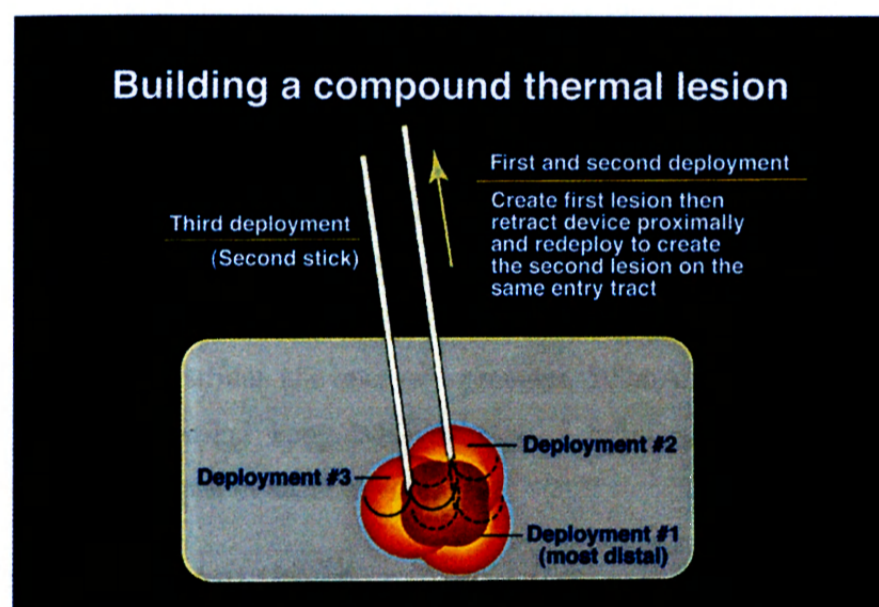 Building a compound thermal lesion
First and second deployment
Create first lesion then
retract device proximally
and redeploy to create
the second lesion on the
same entry tract
Third deployment
(Second stick)
Deployment #2
Deployment #3
Deployment #1
(most distal)